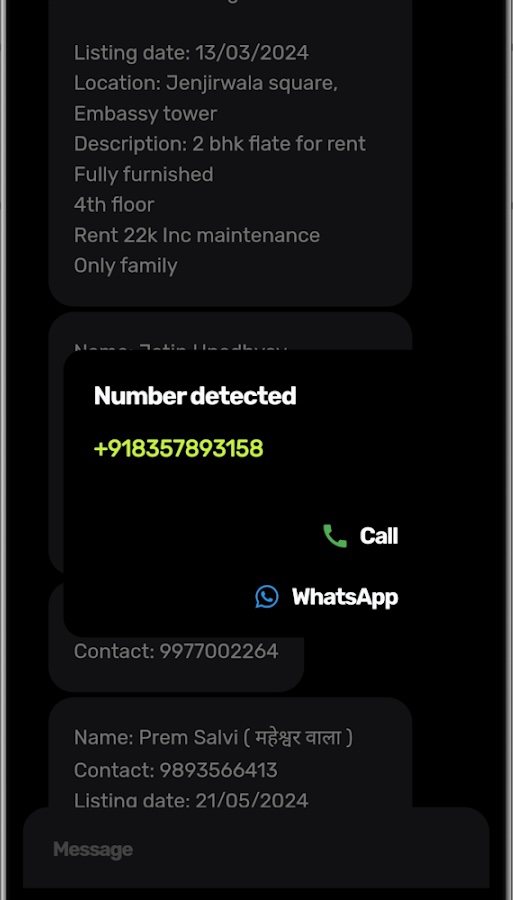 Listing date: 13/03/2024
Location: Jenjirwala square,
Embassy tower
Description: 2 bhk flate for rent
Fully furnished
4th floor
Rent 22k Inc maintenance
Only family
Number detected
+918357893158
Call
WhatsApp
Contact: 9977002264
Name: Prem Salvi ( महेश्वर वाला )
Contact: 9893566413
Listing date: 21/05/2024
Message